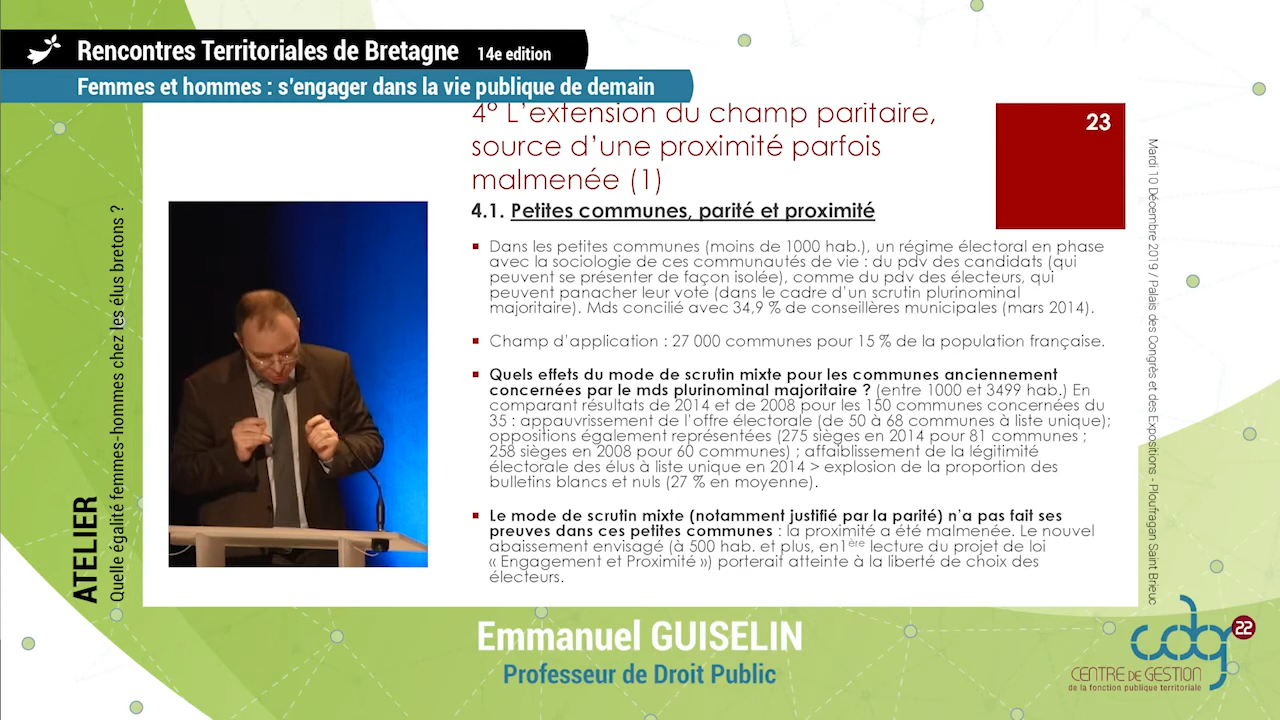 Rencontres Territoriales de Bretagne 14e edition
Femmes et hommes : s'engager dans la vie publique de demain
4° L'extension du champ paritaire,
source d'une proximité parfois
malmenée (1)
23
4.1. Petites communes, parité et proximité
▪ Dans les petites communes (moins de 1000 hab.), un régime électoral en phase
avec la sociologie de ces communautés de vie : du pdv des candidats (qui
peuvent se présenter de façon isolée), comme du pdv des électeurs, qui
peuvent panacher leur vote (dans le cadre d'un scrutin plurinominal
majoritaire). Mds concilié avec 34,9 % de conseillères municipales (mars 2014).
▪ Champ d'application : 27 000 communes pour 15 % de la population française.
▪ Quels effets du mode de scrutin mixte pour les communes anciennement
concernées par le mds plurinominal majoritaire ? (entre 1000 et 3499 hab.) En
comparant résultats de 2014 et de 2008 pour les 150 communes concernées du
35 : appauvrissement de l'offre électorale (de 50 à 68 communes à liste unique);
oppositions également représentées (275 sièges en 2014 pour 81 communes ;
258 sièges en 2008 pour 60 communes) ; affaiblissement de la légitimité
électorale des élus à liste unique en 2014 > explosion de la proportion des
bulletins blancs et nuls (27 % en moyenne).
▪ Le mode de scrutin mixte (notamment justifié par la parité) n'a pas fait ses
preuves dans ces petites communes : la proximité a été malmenée. Le nouvel
abaissement envisagé (à 500 hab. et plus, en1ère lecture du projet de loi
« Engagement et Proximité ») porterait atteinte à la liberté de choix des
électeurs.
ATELIER
Quelle égalité femmes-hommes chez les élus bretons ?
Mardi 10 Décembre 2019 / Palais des Congrès et des Expositions - Ploufragan Saint Brieuc
Emmanuel GUISELIN
Professeur de Droit Public
cdg 22
CENTRE DE GESTION
de la fonction publique territoriale